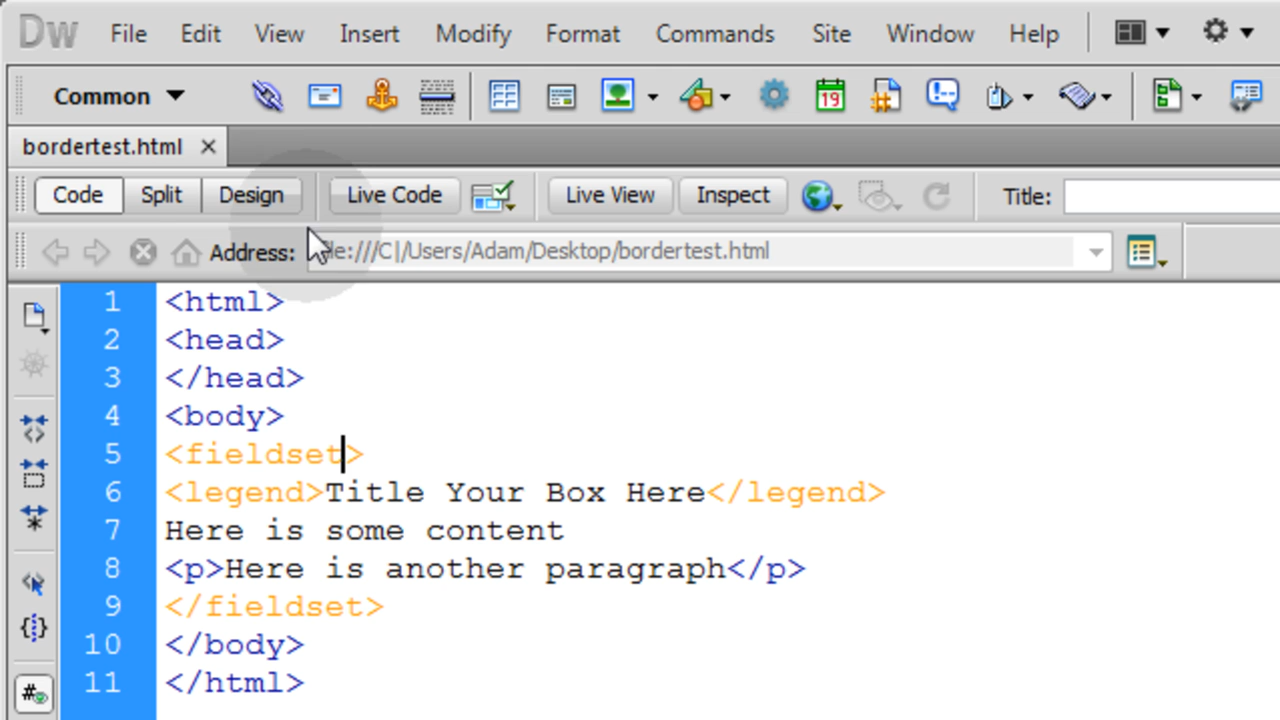 Dw File Edit View Insert Modify Format Commands Site Window Help
Common 19
bordertest.html
Code Split Design Live Code Live View Inspect Title:
Address: file:///C|/Users/Adam/Desktop/bordertest.html
1 <html>
2 <head>
3 </head>
4 <body>
5 <fieldset>
6 <legend>Title Your Box Here</legend>
7 Here is some content
8 <p>Here is another paragraph</p>
9 </fieldset>
10 </body>
11 </html>